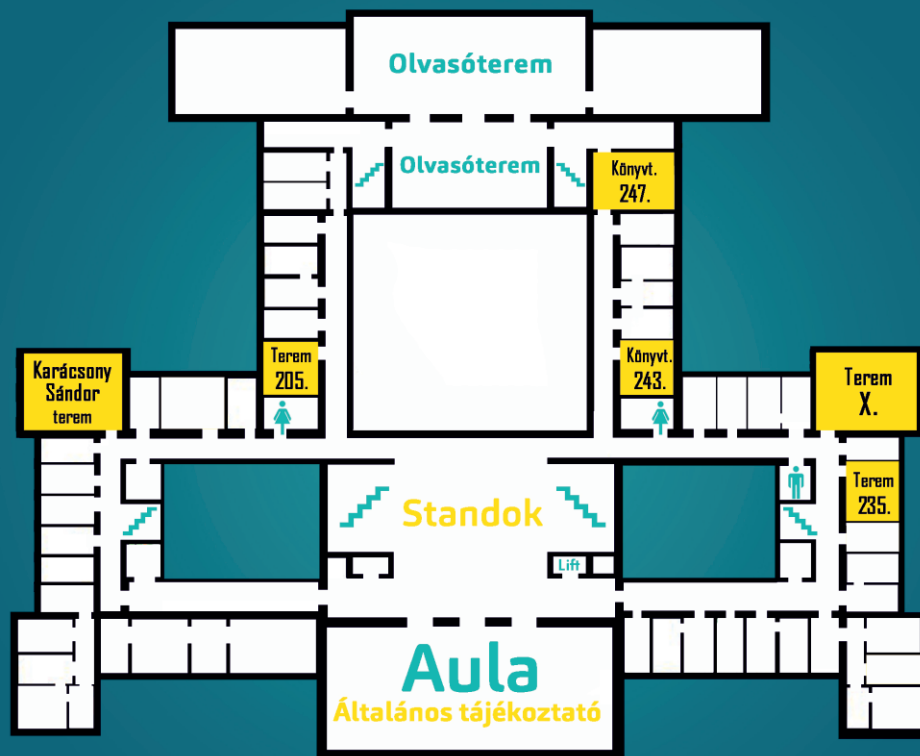 Olvasóterem
Olvasóterem
Könyvt.
247.
Terem
205.
Könyvt.
243.
Karácsony
Sándor
terem
Terem
X.
Terem
235.
Standok
Lift
Aula
Általános tájékoztató